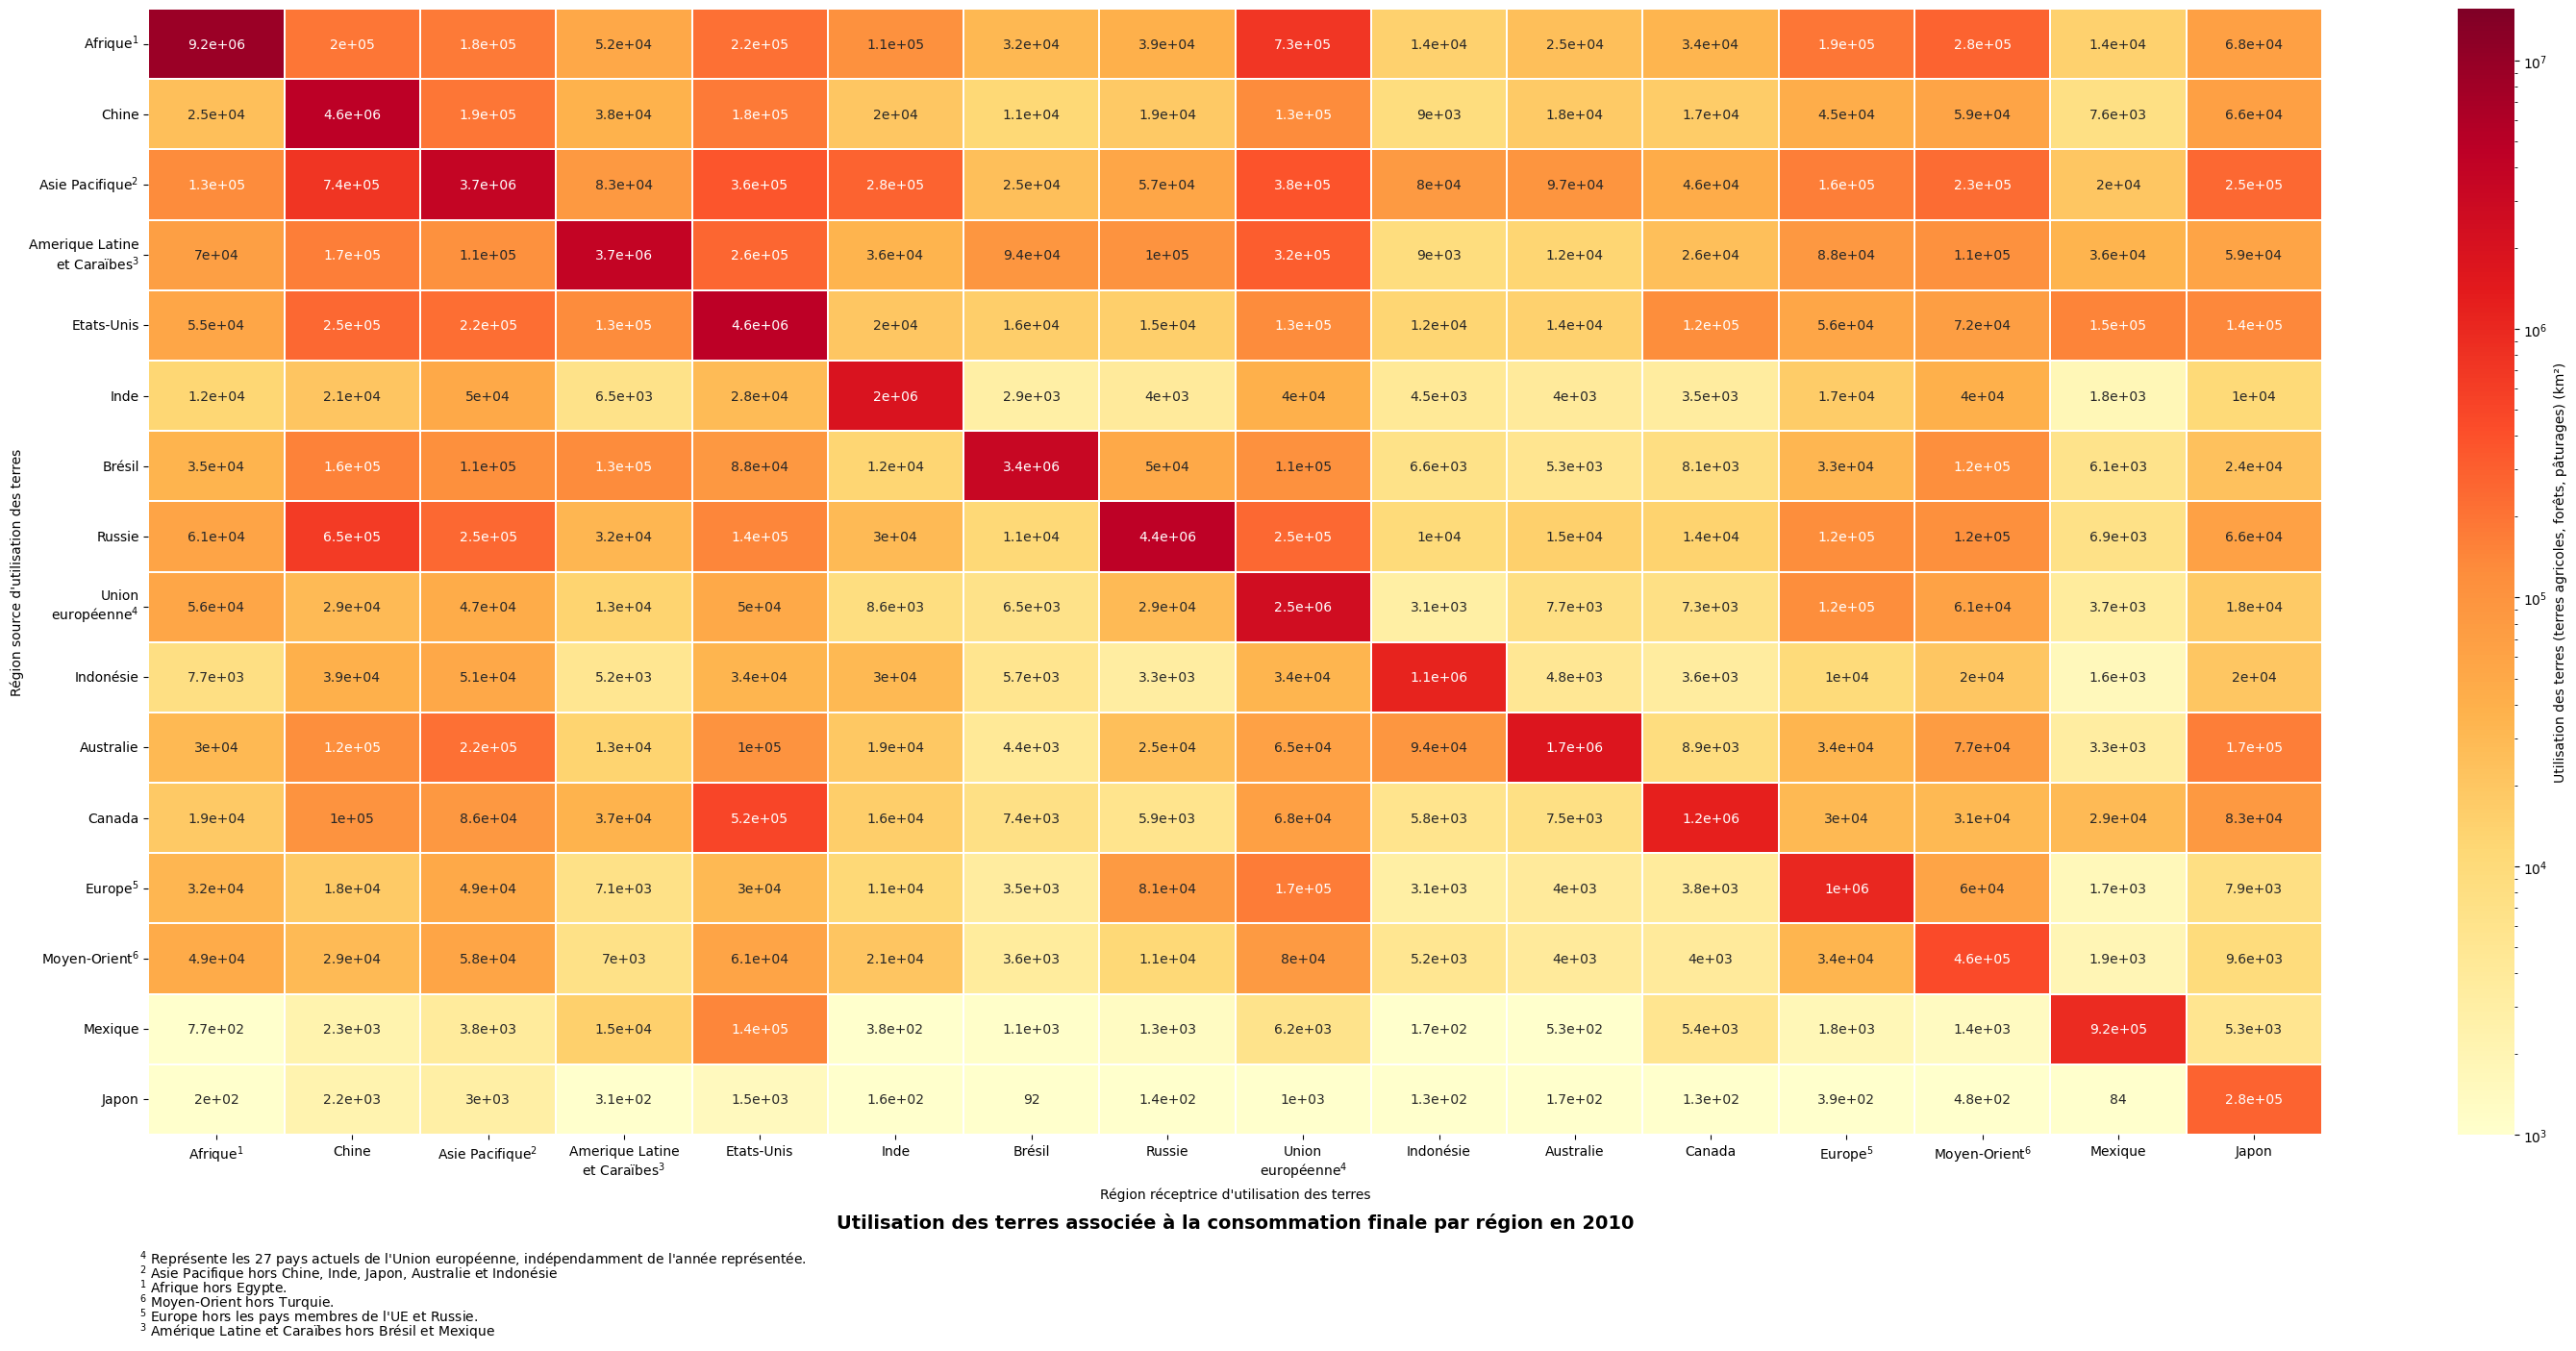 Afrique¹ 9.2e+06 2e+05 1.8e+05 5.2e+04 2.2e+05 1.1e+05 3.2e+04 3.9e+04 7.3e+05 1.4e+04 2.5e+04 3.4e+04 1.9e+05 2.8e+05 1.4e+04 6.8e+04
Chine 2.5e+04 4.6e+06 1.9e+05 3.8e+04 1.8e+05 2e+04 1.1e+04 1.9e+04 1.3e+05 9e+03 1.8e+04 1.7e+04 4.5e+04 5.9e+04 7.6e+03 6.6e+04
Asie Pacifique² 1.3e+05 7.4e+05 3.7e+06 8.3e+04 3.6e+05 2.8e+05 2.5e+04 5.7e+04 3.8e+05 8e+04 9.7e+04 4.6e+04 1.6e+05 2.3e+05 2e+04 2.5e+05
Amerique Latine
et Caraïbes³ 7e+04 1.7e+05 1.1e+05 3.7e+06 2.6e+05 3.6e+04 9.4e+04 1e+05 3.2e+05 9e+03 1.2e+04 2.6e+04 8.8e+04 1.1e+05 3.6e+04 5.9e+04
Etats-Unis 5.5e+04 2.5e+05 2.2e+05 1.3e+05 4.6e+06 2e+04 1.6e+04 1.5e+04 1.3e+05 1.2e+04 1.4e+04 1.2e+05 5.6e+04 7.2e+04 1.5e+05 1.4e+05
Inde 1.2e+04 2.1e+04 5e+04 6.5e+03 2.8e+04 2e+06 2.9e+03 4e+03 4e+04 4.5e+03 4e+03 3.5e+03 1.7e+04 4e+04 1.8e+03 1e+04
Brésil 3.5e+04 1.6e+05 1.1e+05 1.3e+05 8.8e+04 1.2e+04 3.4e+06 5e+04 1.1e+05 6.6e+03 5.3e+03 8.1e+03 3.3e+04 1.2e+05 6.1e+03 2.4e+04
Russie 6.1e+04 6.5e+05 2.5e+05 3.2e+04 1.4e+05 3e+04 1.1e+04 4.4e+06 2.5e+05 1e+04 1.5e+04 1.4e+04 1.2e+05 1.2e+05 6.9e+03 6.6e+04
Union
européenne⁴ 5.6e+04 2.9e+04 4.7e+04 1.3e+04 5e+04 8.6e+03 6.5e+03 2.9e+04 2.5e+06 3.1e+03 7.7e+03 7.3e+03 1.2e+05 6.1e+04 3.7e+03 1.8e+04
Indonésie 7.7e+03 3.9e+04 5.1e+04 5.2e+03 3.4e+04 3e+04 5.7e+03 3.3e+03 3.4e+04 1.1e+06 4.8e+03 3.6e+03 1e+04 2e+04 1.6e+03 2e+04
Australie 3e+04 1.2e+05 2.2e+05 1.3e+04 1e+05 1.9e+04 4.4e+03 2.5e+04 6.5e+04 9.4e+04 1.7e+06 8.9e+03 3.4e+04 7.7e+04 3.3e+03 1.7e+05
Canada 1.9e+04 1e+05 8.6e+04 3.7e+04 5.2e+05 1.6e+04 7.4e+03 5.9e+03 6.8e+04 5.8e+03 7.5e+03 1.2e+06 3e+04 3.1e+04 2.9e+04 8.3e+04
Europe⁵ 3.2e+04 1.8e+04 4.9e+04 7.1e+03 3e+04 1.1e+04 3.5e+03 8.1e+04 1.7e+05 3.1e+03 4e+03 3.8e+03 1e+06 6e+04 1.7e+03 7.9e+03
Moyen-Orient⁶ 4.9e+04 2.9e+04 5.8e+04 7e+03 6.1e+04 2.1e+04 3.6e+03 1.1e+04 8e+04 5.2e+03 4e+03 4e+03 3.4e+04 4.6e+05 1.9e+03 9.6e+03
Mexique 7.7e+02 2.3e+03 3.8e+03 1.5e+04 1.4e+05 3.8e+02 1.1e+03 1.3e+03 6.2e+03 1.7e+02 5.3e+02 5.4e+03 1.8e+03 1.4e+03 9.2e+05 5.3e+03
Japon 2e+02 2.2e+03 3e+03 3.1e+02 1.5e+03 1.6e+02 92 1.4e+02 1e+03 1.3e+02 1.7e+02 1.3e+02 3.9e+02 4.8e+02 84 2.8e+05
Région source d'utilisation des terres
Afrique¹ Chine Asie Pacifique² Amerique Latine Etats-Unis Inde Brésil Russie Union Indonésie Australie Canada Europe⁵ Moyen-Orient⁶ Mexique Japon
et Caraïbes³ européenne⁴
Région réceptrice d'utilisation des terres
10⁷
10⁶
10⁵
10⁴
10³
Utilisation des terres (terres agricoles, forêts, pâturages) (km²)
Utilisation des terres associée à la consommation finale par région en 2010
⁴ Représente les 27 pays actuels de l'Union européenne, indépendamment de l'année représentée.
² Asie Pacifique hors Chine, Inde, Japon, Australie et Indonésie
¹ Afrique hors Egypte.
⁶ Moyen-Orient hors Turquie.
⁵ Europe hors les pays membres de l'UE et Russie.
³ Amérique Latine et Caraïbes hors Brésil et Mexique